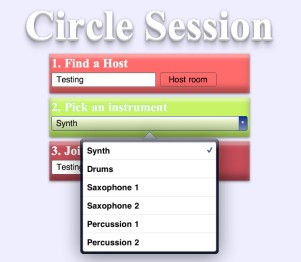 Circle Session
1. Find a Host
Testing Host room
2. Pick an instrument
Synth
3. Joi
Testing
Synth ✓
Drums
Saxophone 1
Saxophone 2
Percussion 1
Percussion 2